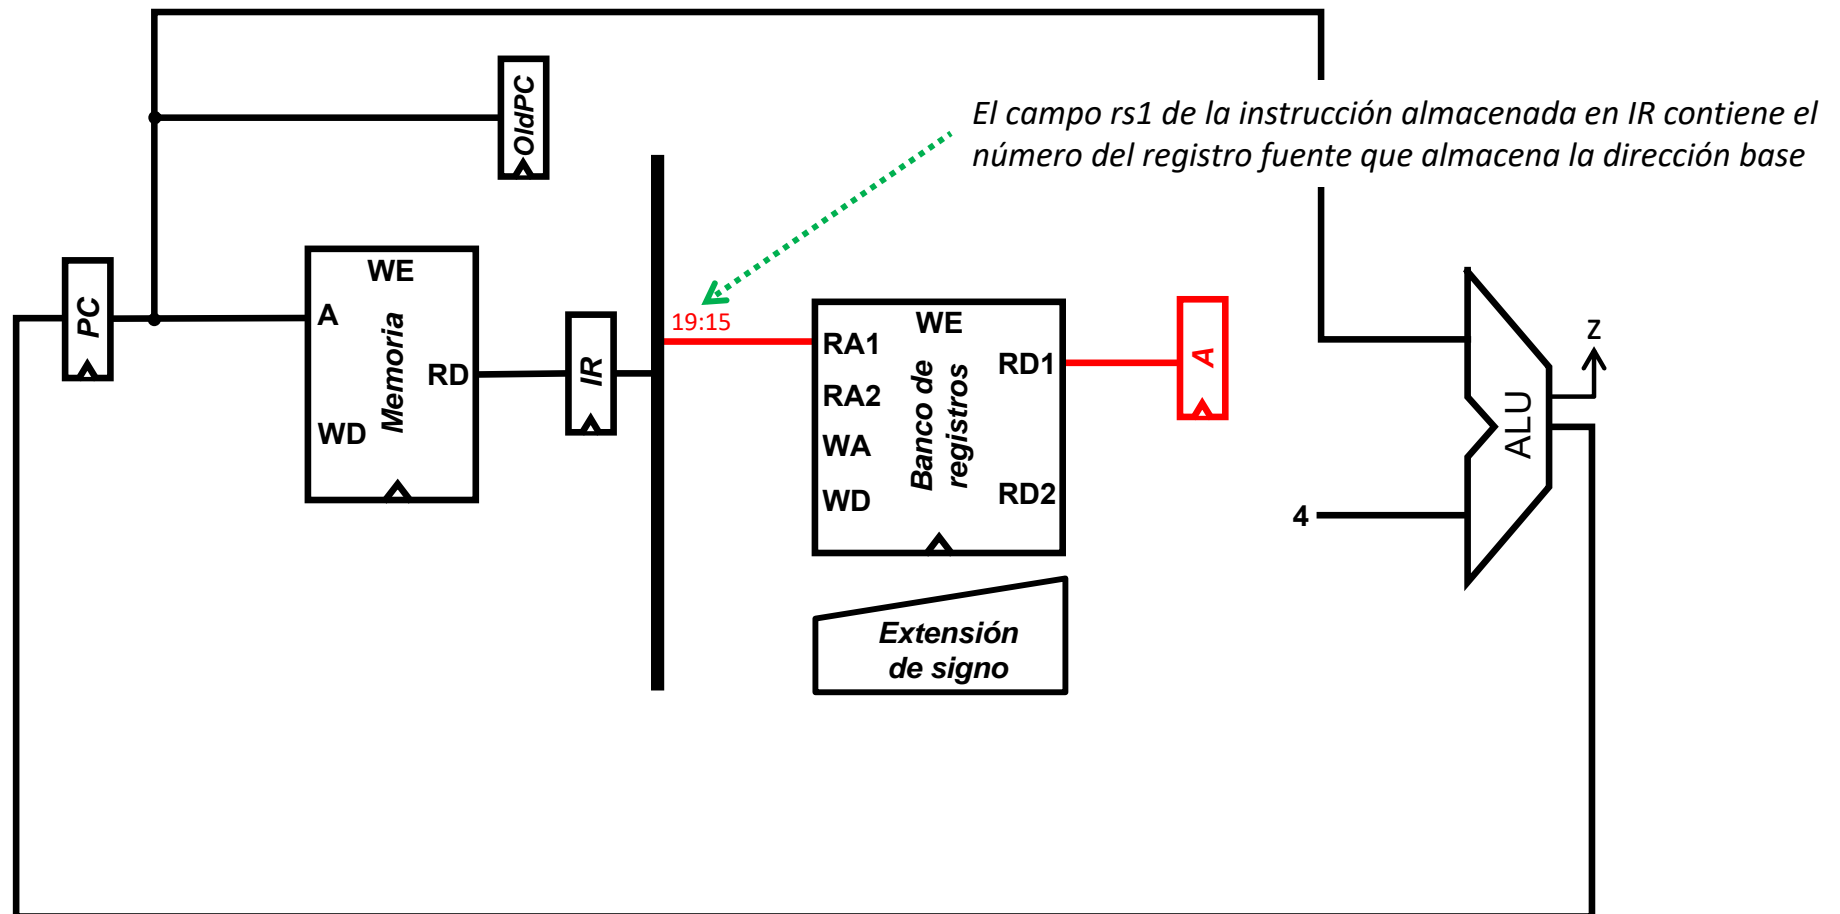 OldPC
El campo rs1 de la instrucción almacenada en IR contiene el
número del registro fuente que almacena la dirección base
PC
WE
A
Memoria
RD
WD
IR
19:15
WE
RA1
RA2
WA
WD
Banco de
registros
RD1
RD2
A
Extensión
de signo
4
ALU
Z